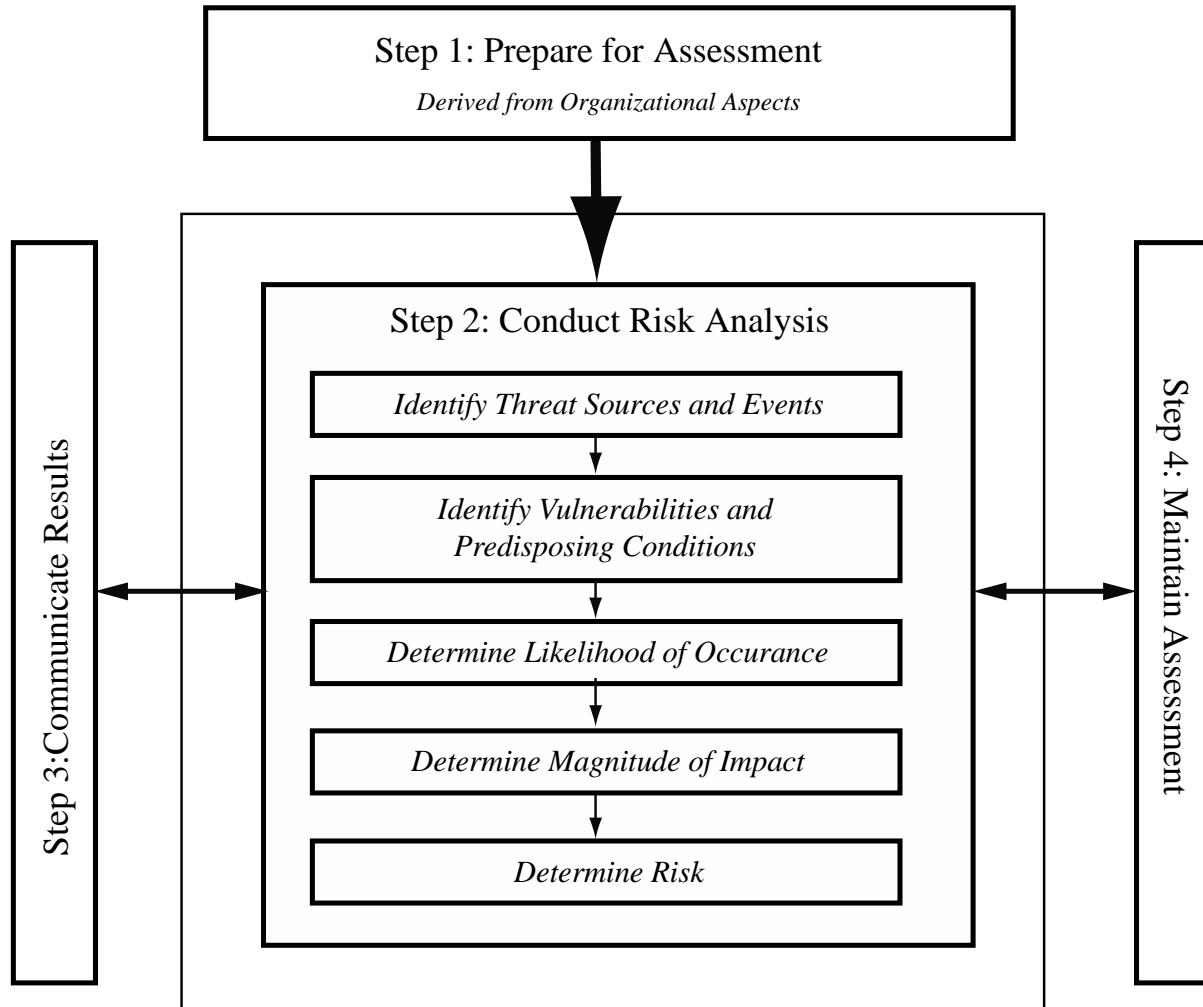 Step 1: Prepare for Assessment
Derived from Organizational Aspects
Step 2: Conduct Risk Analysis
Identify Threat Sources and Events
Identify Vulnerabilities and
Predisposing Conditions
Determine Likelihood of Occurance
Determine Magnitude of Impact
Determine Risk
Step 3:Communicate Results
Step 4: Maintain Assessment